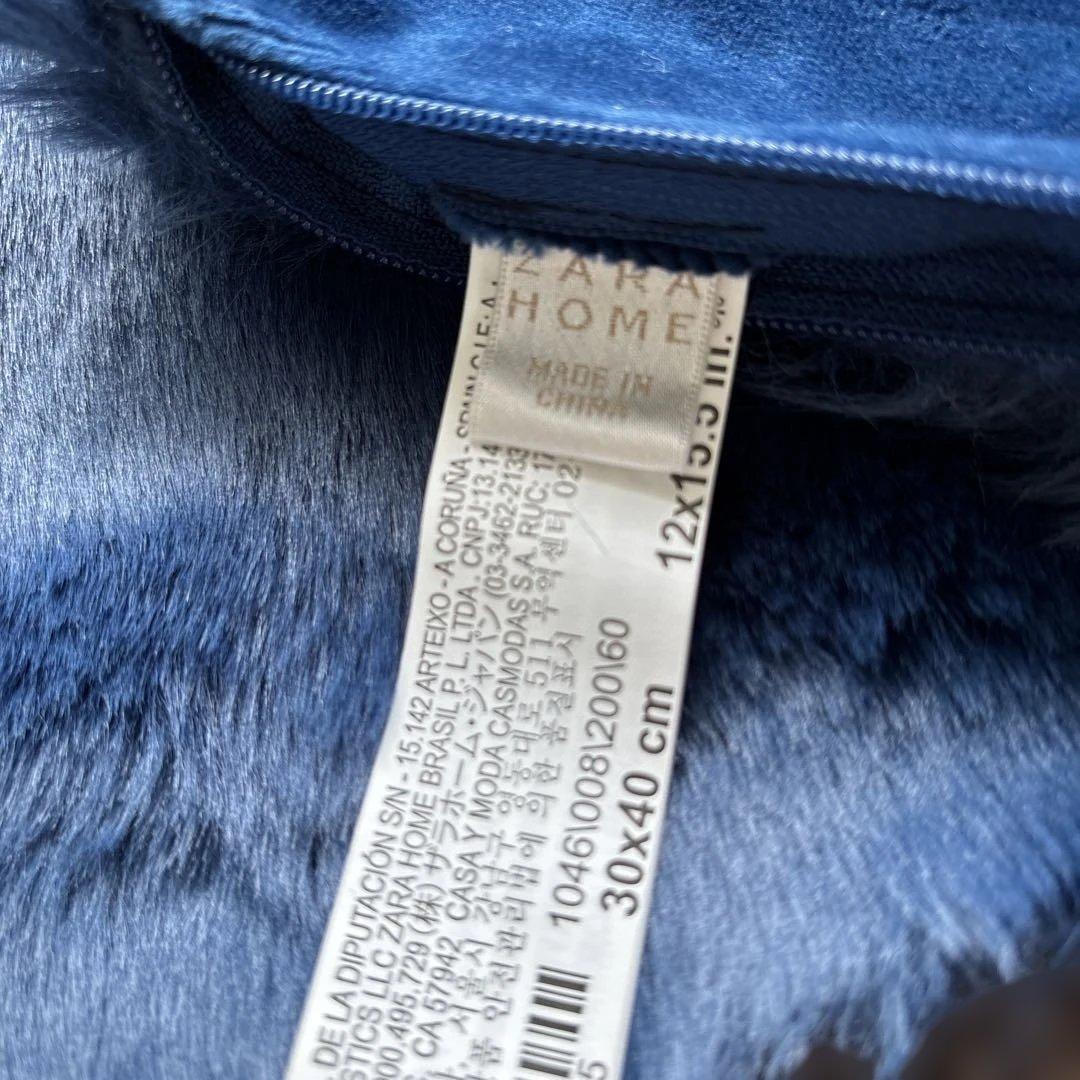 ZARA
HOME
MADE IN
CHINA
DE LA DIPUTACIÓN S/N - 15.142 ARTEIXO - A CORUÑA -
STICS LLC ZARA HOME BRASIL P. L. LTDA. CNPJ:13.14
000.495.729 (株) ザラホーム・ジャパン (03-3462-2133
CA 57942 CASA Y MODA CASMODAS S.A. RUC: 17
서울시 강남구 영동대로 511 무역센터 02
품 안전관리법에 의한 품질표시
1046\008\200\60
30x40 cm
12x15.5 in.
5